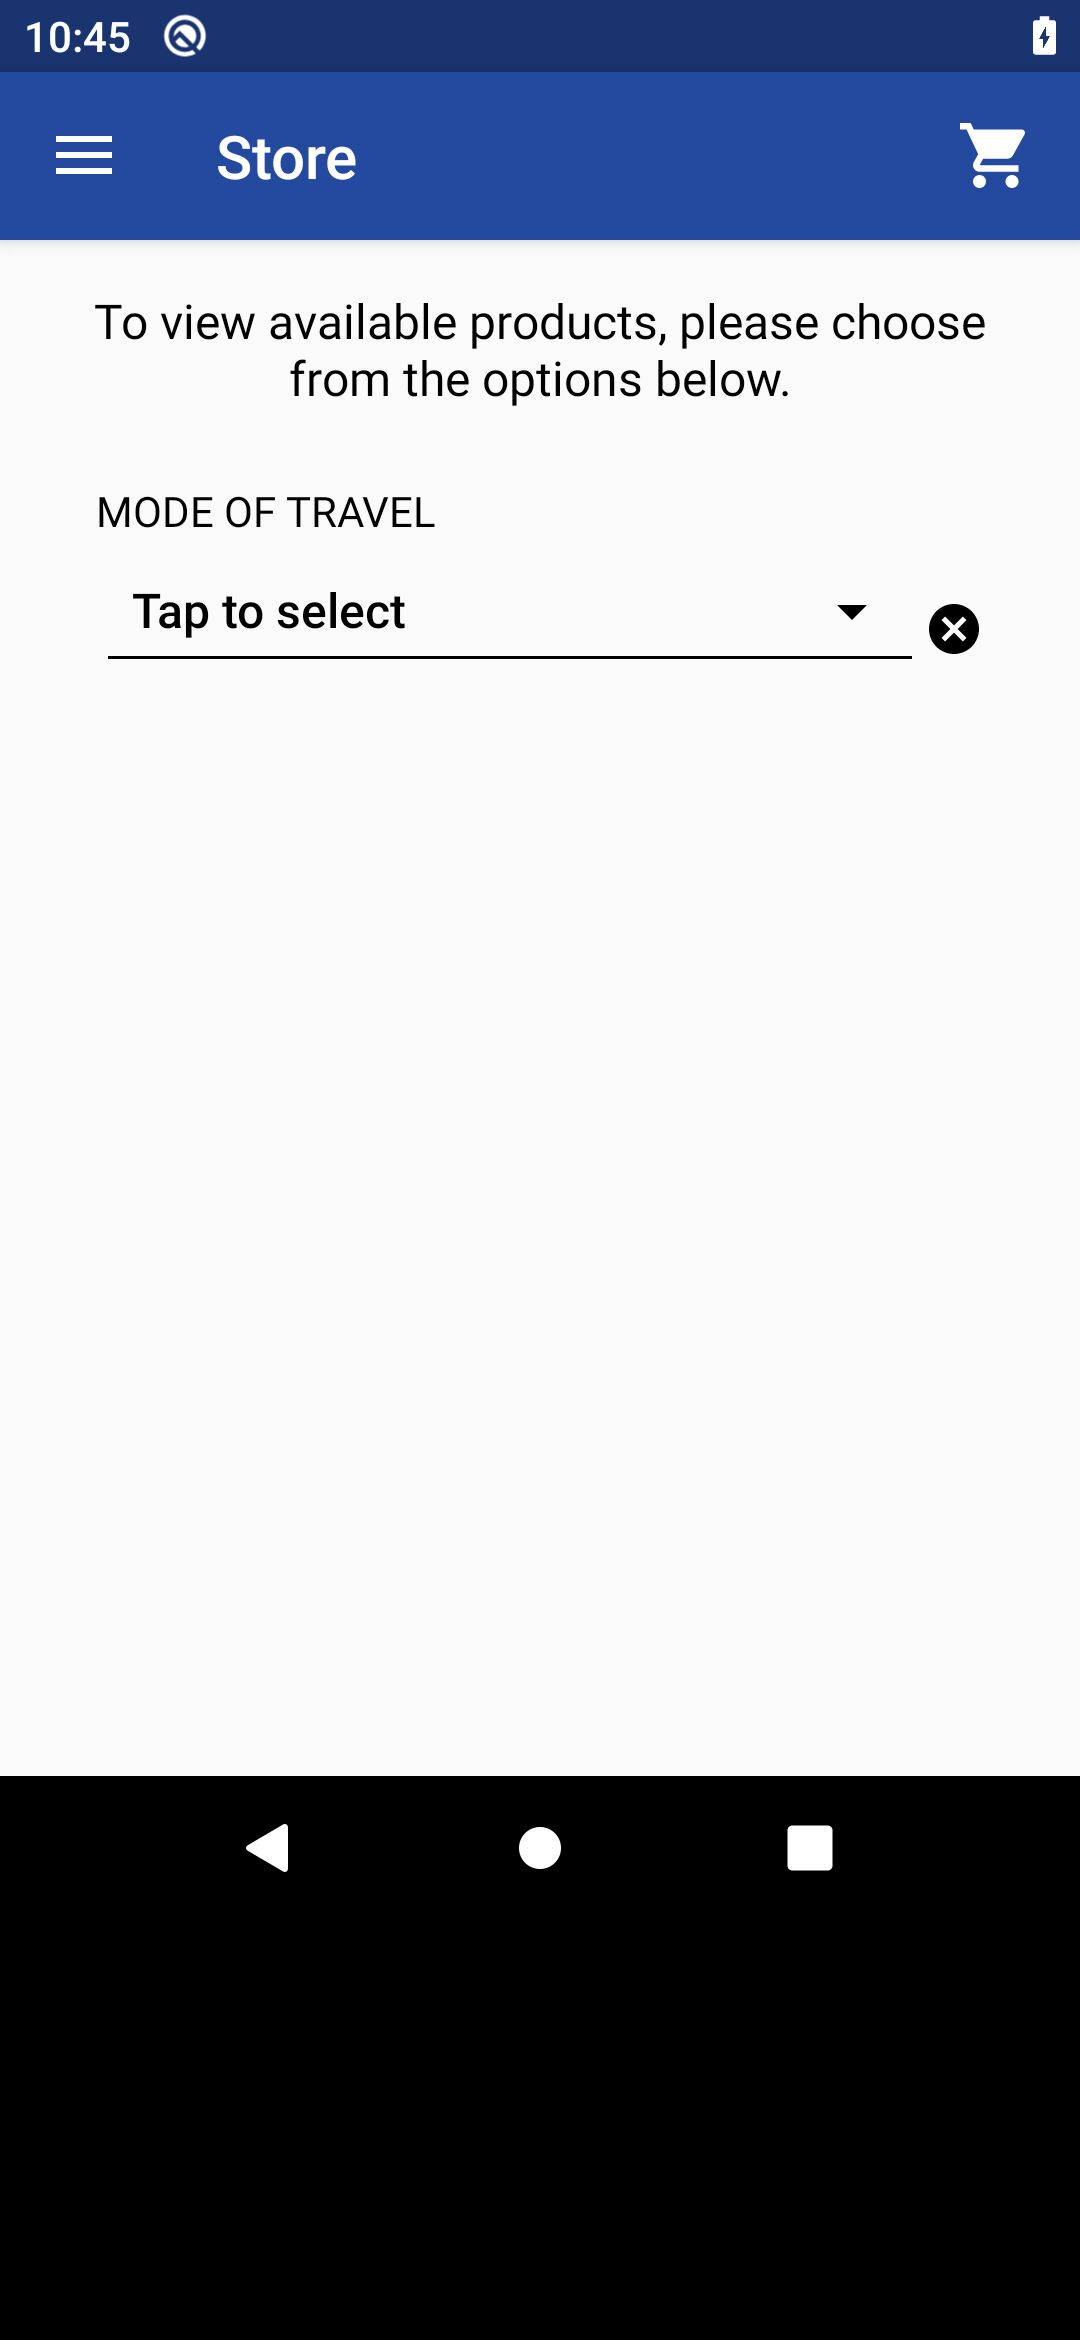 10:45
Store
To view available products, please choose
from the options below.
MODE OF TRAVEL
Tap to select